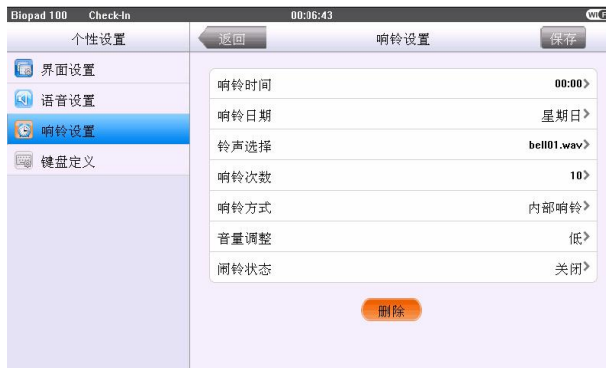 Biopad 100 Check-In 00:06:43 WiF
个性设置 返回 响铃设置 保存
界面设置
语音设置
响铃设置
键盘定义
响铃时间 00:00
响铃日期 星期日
铃声选择 bell01.wav
响铃次数 10
响铃方式 内部响铃
音量调整 低
闹铃状态 关闭
删除